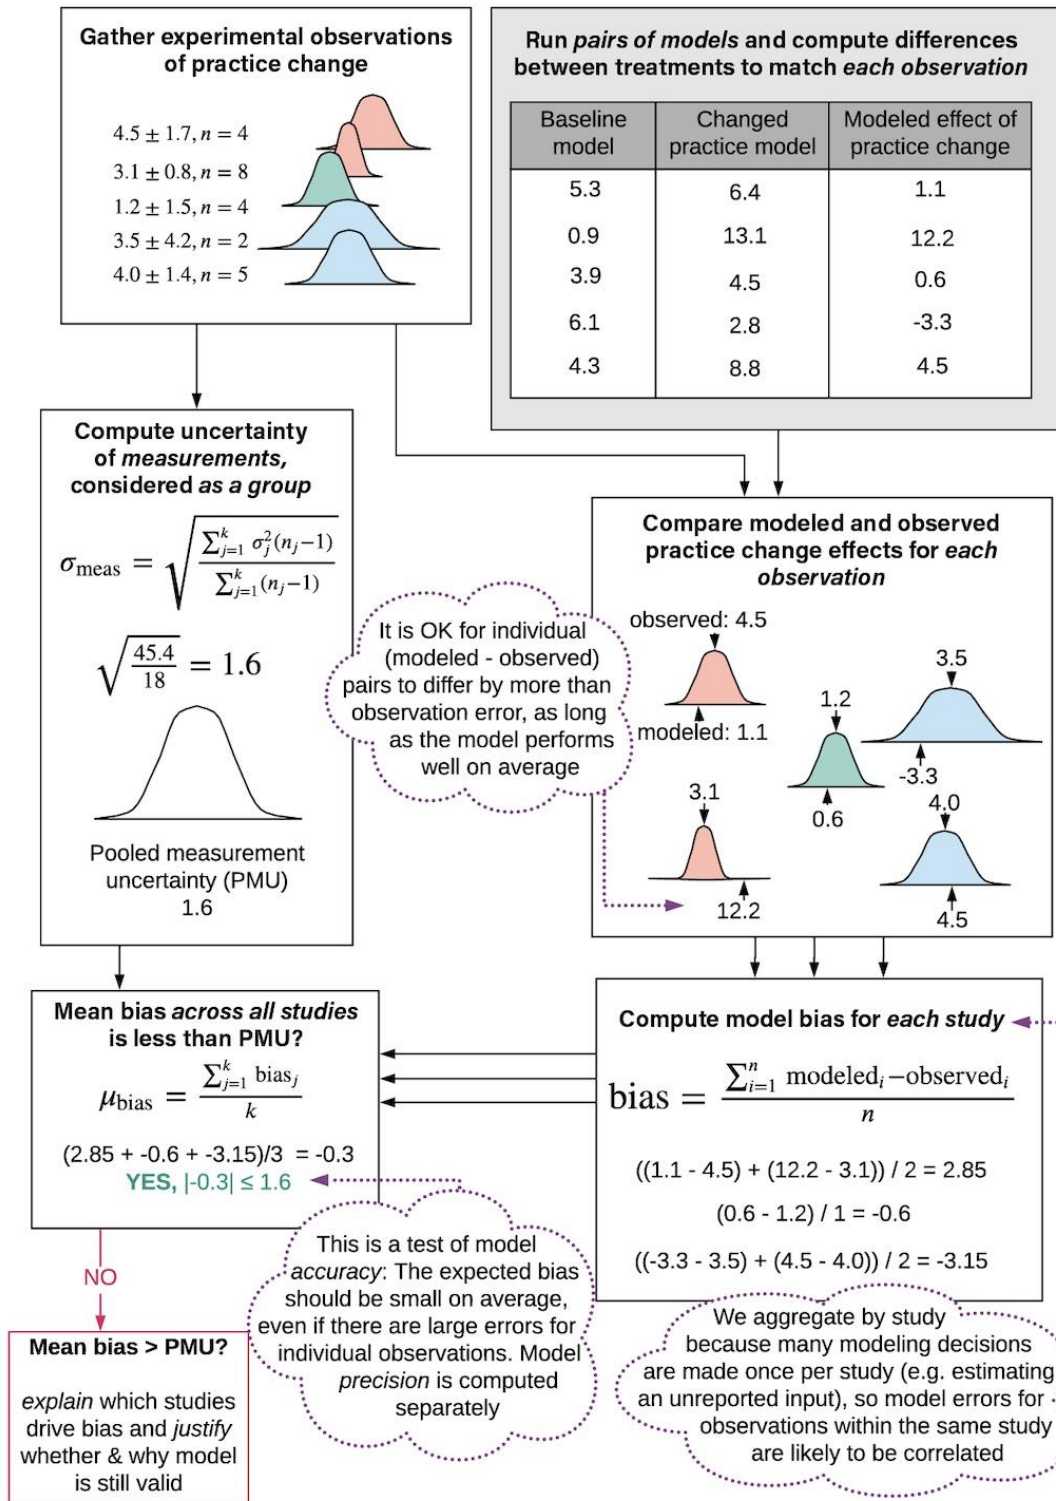 Gather experimental observations
of practice change
4.5 ± 1.7, n = 4
3.1 ± 0.8, n = 8
1.2 ± 1.5, n = 4
3.5 ± 4.2, n = 2
4.0 ± 1.4, n = 5
Run pairs of models and compute differences
between treatments to match each observation
Baseline model Changed practice model Modeled effect of practice change
5.3 6.4 1.1
0.9 13.1 12.2
3.9 4.5 0.6
6.1 2.8 -3.3
4.3 8.8 4.5
Compute uncertainty
of measurements,
considered as a group
σ_meas = √(∑_{j=1}^{k} σ_j^2(n_j−1) / ∑_{j=1}^{k}(n_j−1))
√(45.4/18) = 1.6
Pooled measurement
uncertainty (PMU)
1.6
Compare modeled and observed
practice change effects for each
observation
observed: 4.5
modeled: 1.1
1.2
0.6
3.5
-3.3
3.1
12.2
4.0
4.5
It is OK for individual
(modeled - observed)
pairs to differ by more than
observation error, as long
as the model performs
well on average
Mean bias across all studies
is less than PMU?
μ_bias = ∑_{j=1}^{k} bias_j / k
(2.85 + -0.6 + -3.15)/3 = -0.3
YES, |-0.3| ≤ 1.6
Compute model bias for each study
bias = ∑_{i=1}^{n} modeled_i−observed_i / n
((1.1 - 4.5) + (12.2 - 3.1)) / 2 = 2.85
(0.6 - 1.2) / 1 = -0.6
((-3.3 - 3.5) + (4.5 - 4.0)) / 2 = -3.15
NO
Mean bias > PMU?
explain which studies
drive bias and justify
whether & why model
is still valid
This is a test of model
accuracy: The expected bias
should be small on average,
even if there are large errors for
individual observations. Model
precision is computed
separately
We aggregate by study
because many modeling decisions
are made once per study (e.g. estimating
an unreported input), so model errors for
observations within the same study
are likely to be correlated